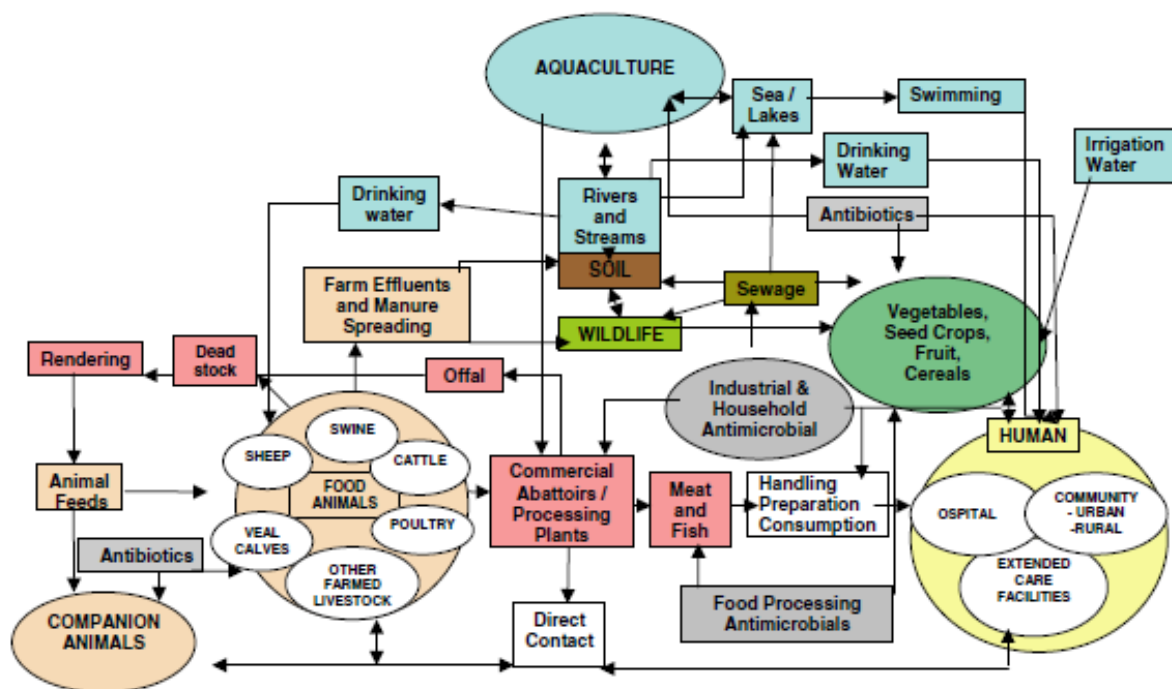 AQUACULTURE
Sea /
Lakes
Swimming
Drinking
Water
Irrigation
Water
Drinking
water
Rivers
and
Streams
Antibiotics
SOIL
Farm Effluents
and Manure
Spreading
Sewage
WILDLIFE
Vegetables,
Seed Crops,
Fruit,
Cereals
Rendering
Dead
stock
Offal
Industrial &
Household
Antimicrobial
HUMAN
SWINE
SHEEP
CATTLE
FOOD
ANIMALS
POULTRY
VEAL
CALVES
OTHER
FARMED
LIVESTOCK
Animal
Feeds
Commercial
Abattoirs /
Processing
Plants
Meat
and
Fish
Handling
Preparation
Consumption
OSPITAL
COMMUNITY
- URBAN
-RURAL
EXTENDED
CARE
FACILITIES
Antibiotics
COMPANION
ANIMALS
Direct
Contact
Food Processing
Antimicrobials